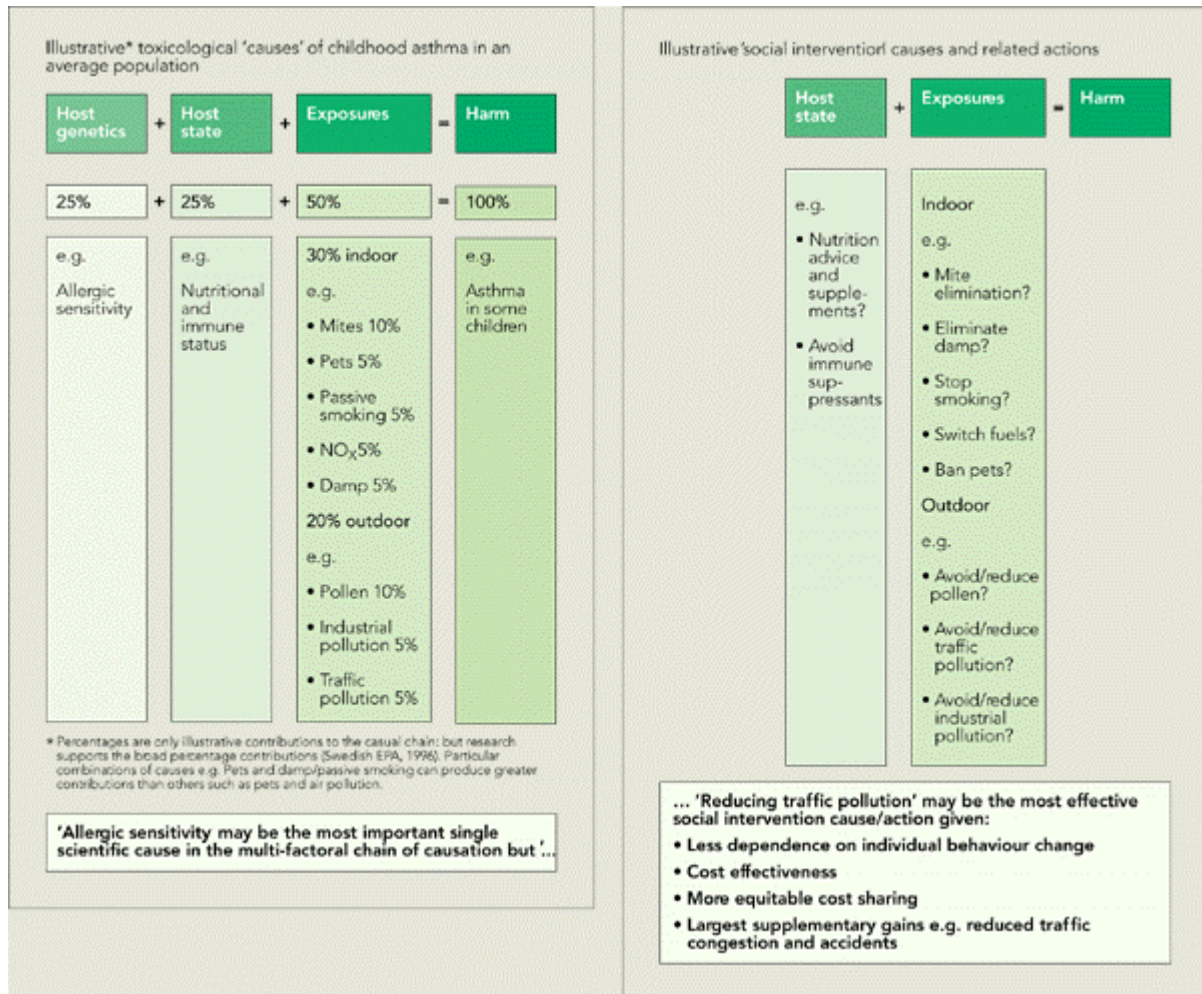 Illustrative* toxicological 'causes' of childhood asthma in an
average population
Host
genetics
+
Host
state
+
Exposures
=
Harm
25%
+
25%
+
50%
=
100%
e.g.
Allergic
sensitivity
e.g.
Nutritional
and
immune
status
30% indoor
e.g.
• Mites 10%
• Pets 5%
• Passive
smoking 5%
• NOX5%
• Damp 5%
20% outdoor
e.g.
• Pollen 10%
• Industrial
pollution 5%
• Traffic
pollution 5%
e.g.
Asthma
in some
children
* Percentages are only illustrative contributions to the casual chain: but research
supports the broad percentage contributions (Swedish EPA, 1996). Particular
combinations of causes e.g. Pets and damp/passive smoking can produce greater
contributions than others such as pets and air pollution.
'Allergic sensitivity may be the most important single
scientific cause in the multi-factoral chain of causation but '...
Illustrative 'social intervention' causes and related actions
Host
state
+
Exposures
=
Harm
e.g.
• Nutrition
advice
and
supple-
ments?
• Avoid
immune
sup-
pressants
Indoor
e.g.
• Mite
elimination?
• Eliminate
damp?
• Stop
smoking?
• Switch fuels?
• Ban pets?
Outdoor
e.g.
• Avoid/reduce
pollen?
• Avoid/reduce
traffic
pollution?
• Avoid/reduce
industrial
pollution?
... 'Reducing traffic pollution' may be the most effective
social intervention cause/action given:
• Less dependence on individual behaviour change
• Cost effectiveness
• More equitable cost sharing
• Largest supplementary gains e.g. reduced traffic
congestion and accidents